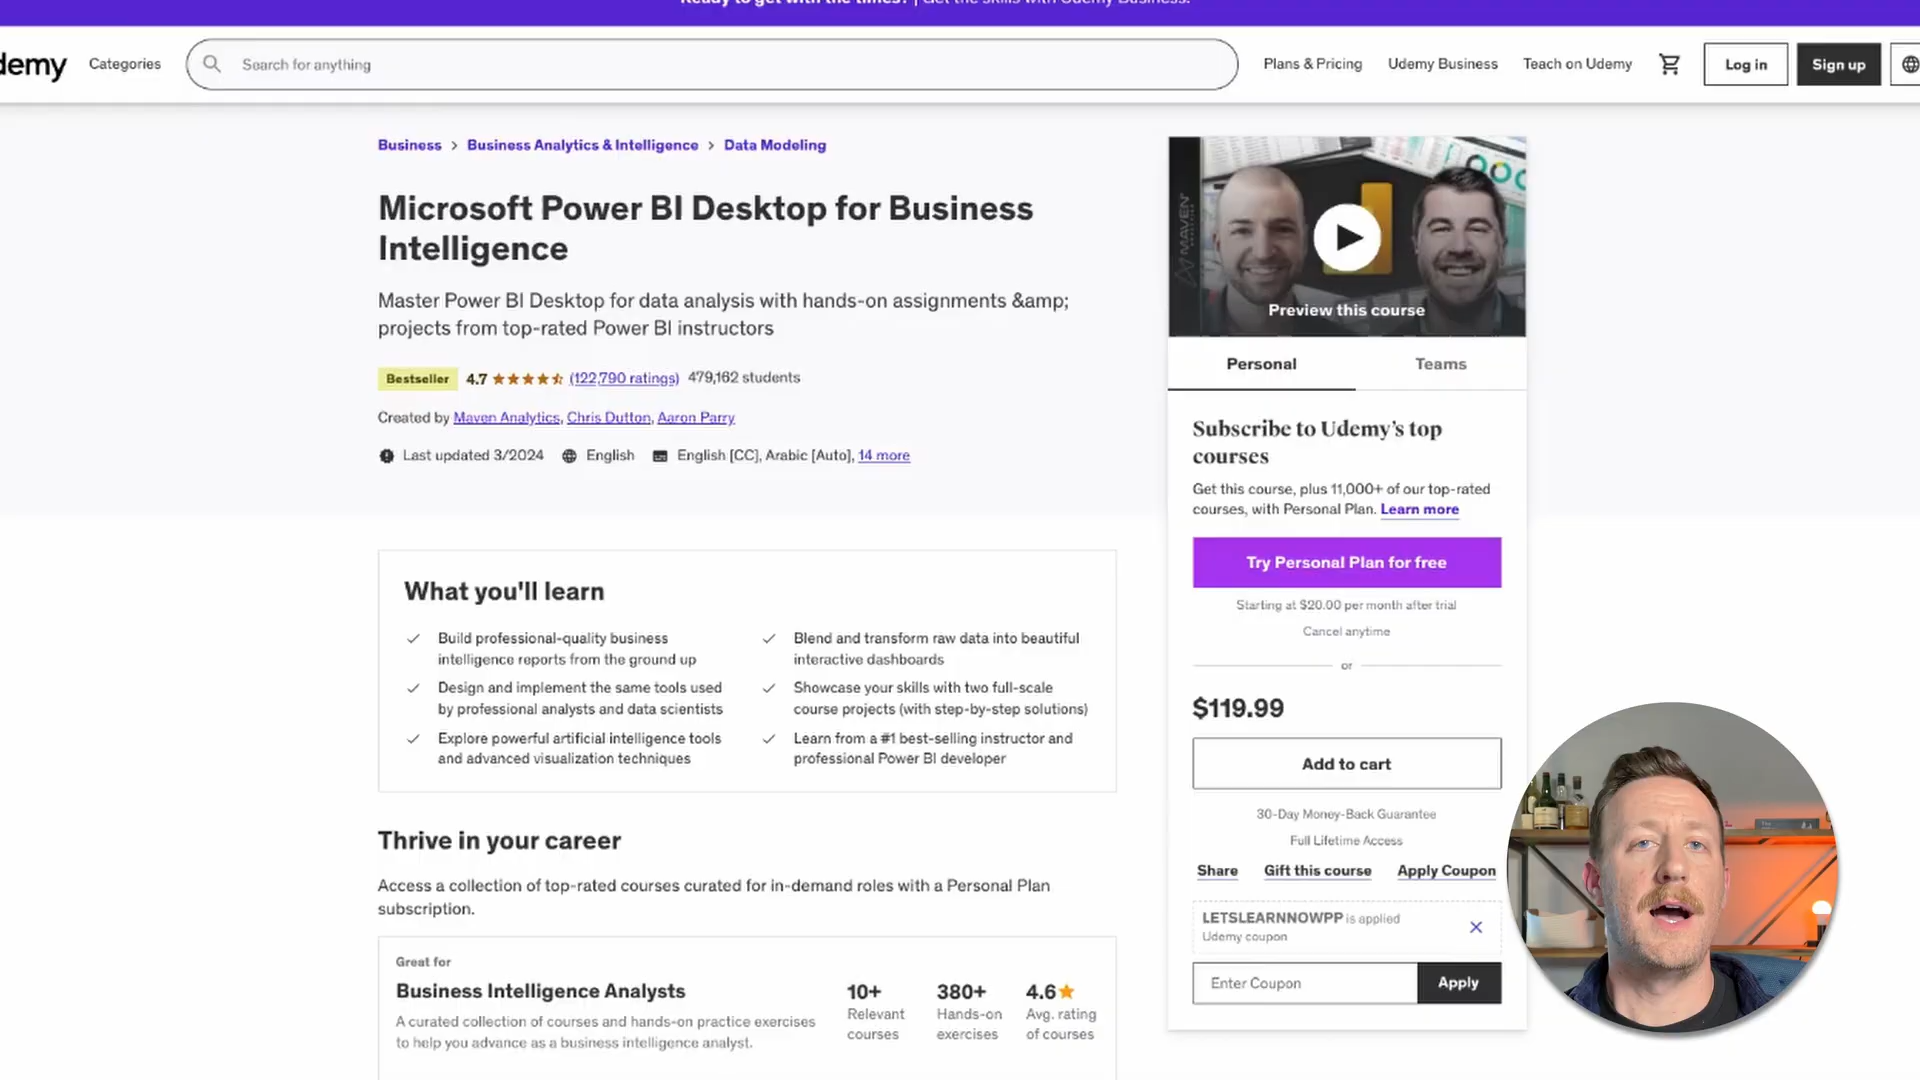 Ready to get with the times? | Get the skills with Udemy Business.
demy
Categories
Search for anything
Plans & Pricing
Udemy Business
Teach on Udemy
Log in
Sign up
Business > Business Analytics & Intelligence > Data Modeling
Microsoft Power BI Desktop for Business
Intelligence
Master Power BI Desktop for data analysis with hands-on assignments &amp;
projects from top-rated Power BI instructors
Bestseller 4.7 (122,790 ratings) 479,162 students
Created by Maven Analytics, Chris Dutton, Aaron Parry
Last updated 3/2024 English English [CC], Arabic [Auto], 14 more
MAVEN
Preview this course
Personal
Teams
Subscribe to Udemy’s top
courses
Get this course, plus 11,000+ of our top-rated
courses, with Personal Plan. Learn more
Try Personal Plan for free
Starting at $20.00 per month after trial
Cancel anytime
or
$119.99
Add to cart
30-Day Money-Back Guarantee
Full Lifetime Access
Share
Gift this course
Apply Coupon
LETSLEARNNOWPP is applied
Udemy coupon
Enter Coupon
Apply
What you'll learn
Build professional-quality business
intelligence reports from the ground up
Design and implement the same tools used
by professional analysts and data scientists
Explore powerful artificial intelligence tools
and advanced visualization techniques
Blend and transform raw data into beautiful
interactive dashboards
Showcase your skills with two full-scale
course projects (with step-by-step solutions)
Learn from a #1 best-selling instructor and
professional Power BI developer
Thrive in your career
Access a collection of top-rated courses curated for in-demand roles with a Personal Plan
subscription.
Great for
Business Intelligence Analysts
A curated collection of courses and hands-on practice exercises
to help you advance as a business intelligence analyst.
10+
Relevant
courses
380+
Hands-on
exercises
4.6
Avg. rating
of courses